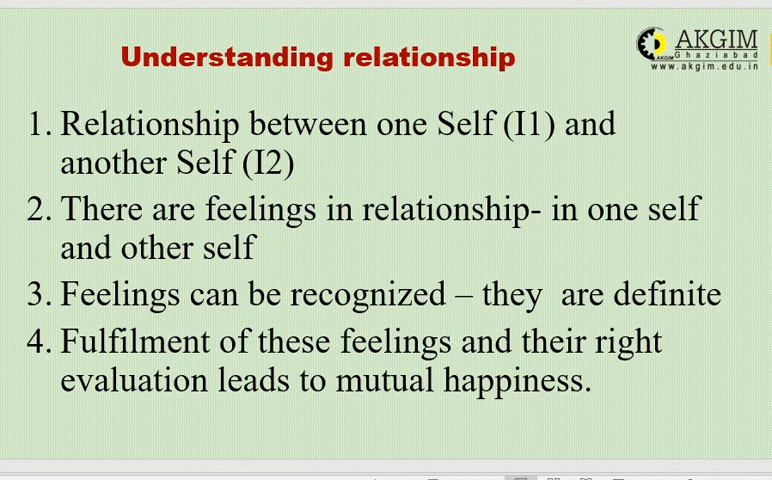 Understanding relationship
AKGIM
Ghaziabad
AKGIM
www.akgim.edu.in
1. Relationship between one Self (I1) and
another Self (I2)
2. There are feelings in relationship- in one self
and other self
3. Feelings can be recognized – they  are definite
4. Fulfilment of these feelings and their right
evaluation leads to mutual happiness.